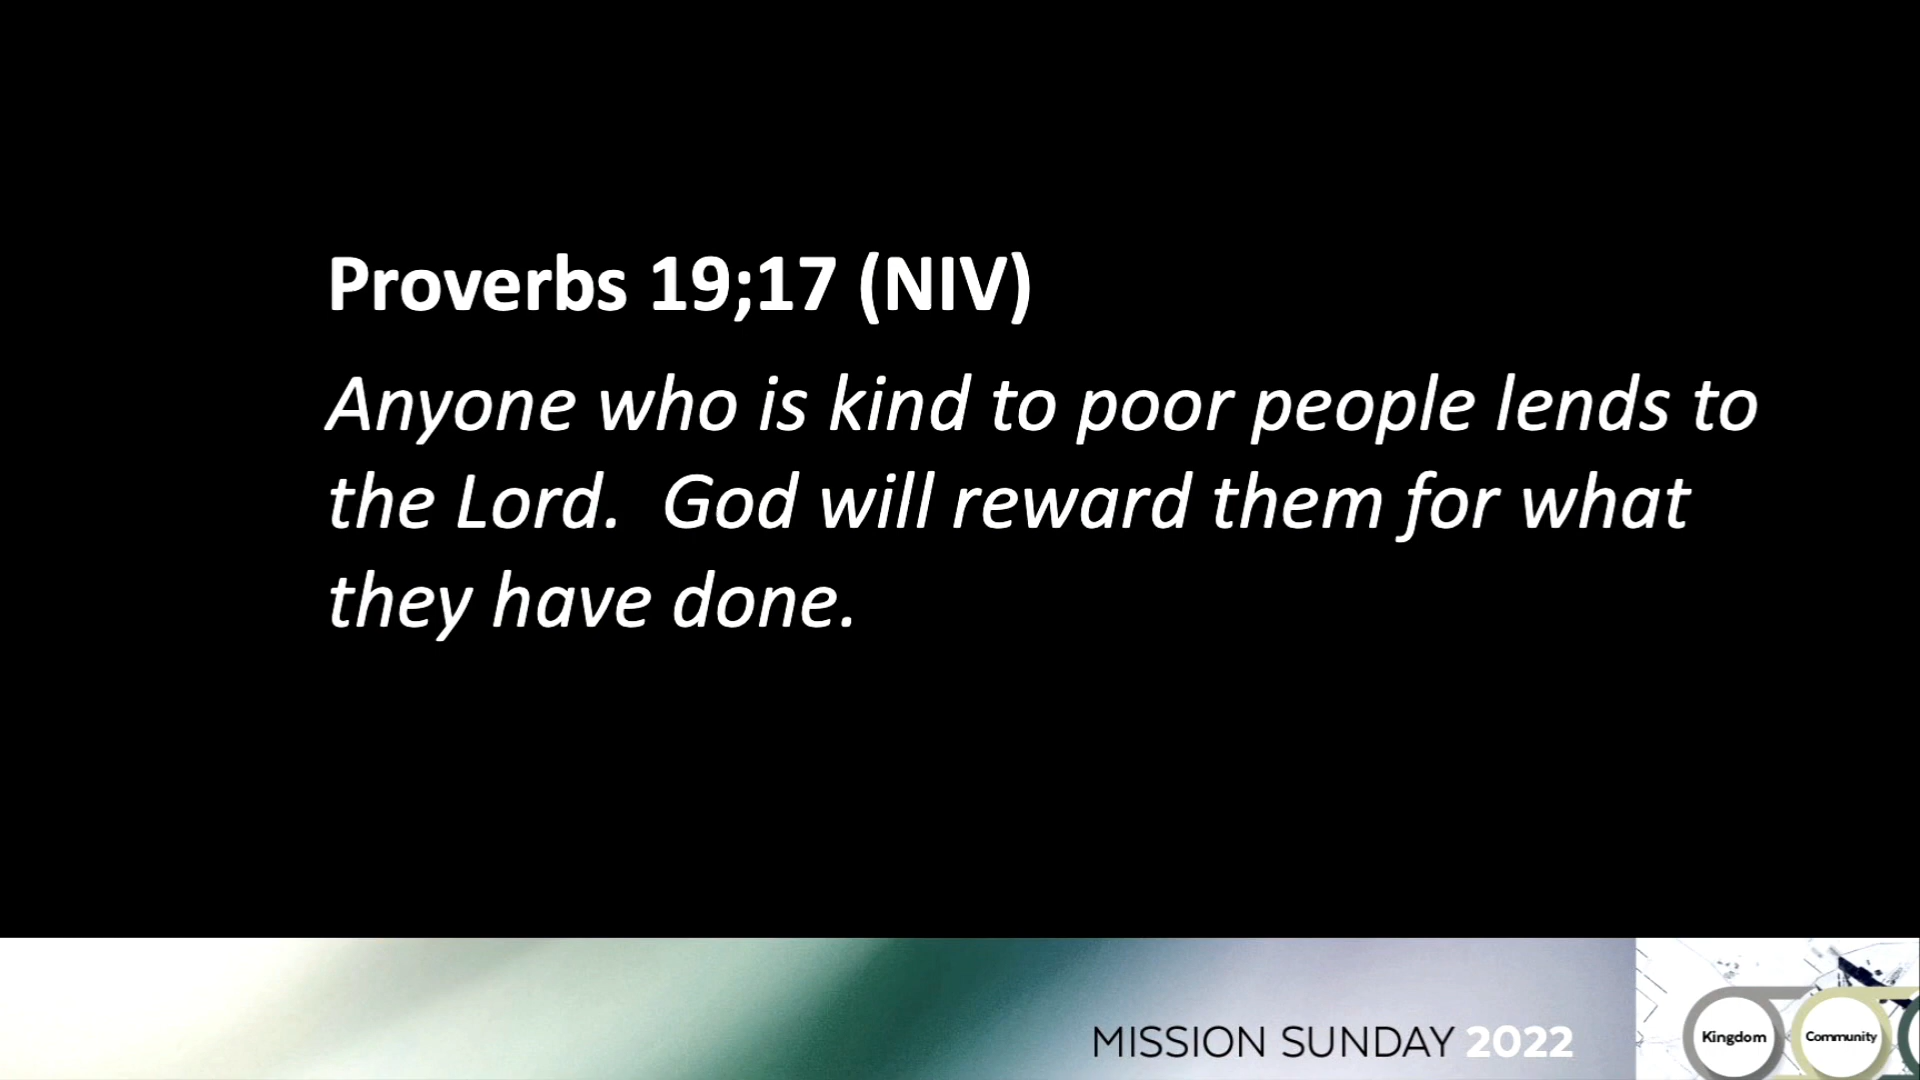 Proverbs 19;17 (NIV)
Anyone who is kind to poor people lends to
the Lord.  God will reward them for what
they have done.
MISSION SUNDAY 2022
Kingdom
Community